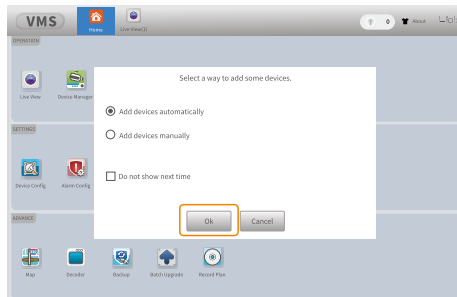 VMS
Home
Live View(1)
0
About
OPERATION
Live View
Device Manager
Select a way to add some devices.
Add devices automatically
Add devices manually
SETTINGS
Device Config
Alarm Config
Do not show next time
Ok
Cancel
ADVANCE
Map
Decoder
Backup
Batch Upgrade
Record Plan